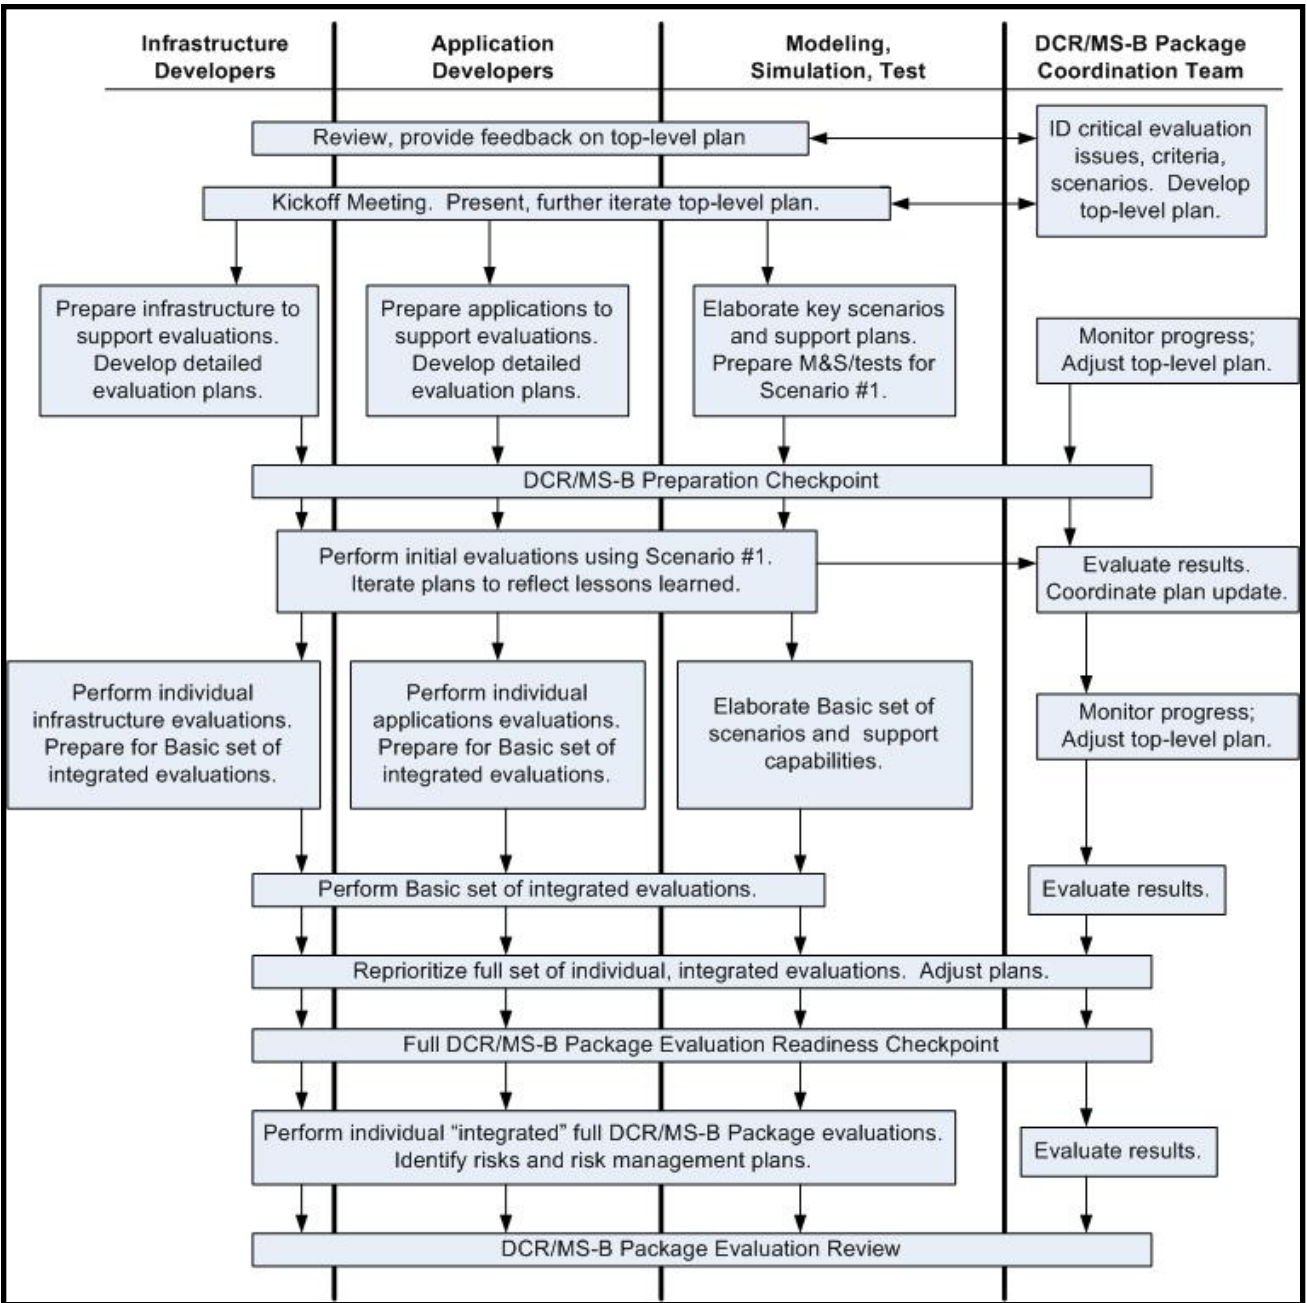 Infrastructure
Developers
Application
Developers
Modeling,
Simulation, Test
DCR/MS-B Package
Coordination Team
Review, provide feedback on top-level plan
ID critical evaluation
issues, criteria,
scenarios. Develop
top-level plan.
Kickoff Meeting. Present, further iterate top-level plan.
Prepare infrastructure to
support evaluations.
Develop detailed
evaluation plans.
Prepare applications to
support evaluations.
Develop detailed
evaluation plans.
Elaborate key scenarios
and support plans.
Prepare M&S/tests for
Scenario #1.
Monitor progress;
Adjust top-level plan.
DCR/MS-B Preparation Checkpoint
Perform initial evaluations using Scenario #1.
Iterate plans to reflect lessons learned.
Evaluate results.
Coordinate plan update.
Perform individual
infrastructure evaluations.
Prepare for Basic set of
integrated evaluations.
Perform individual
applications evaluations.
Prepare for Basic set of
integrated evaluations.
Elaborate Basic set of
scenarios and support
capabilities.
Monitor progress;
Adjust top-level plan.
Perform Basic set of integrated evaluations.
Evaluate results.
Reprioritize full set of individual, integrated evaluations. Adjust plans.
Full DCR/MS-B Package Evaluation Readiness Checkpoint
Perform individual “integrated” full DCR/MS-B Package evaluations.
Identify risks and risk management plans.
Evaluate results.
DCR/MS-B Package Evaluation Review